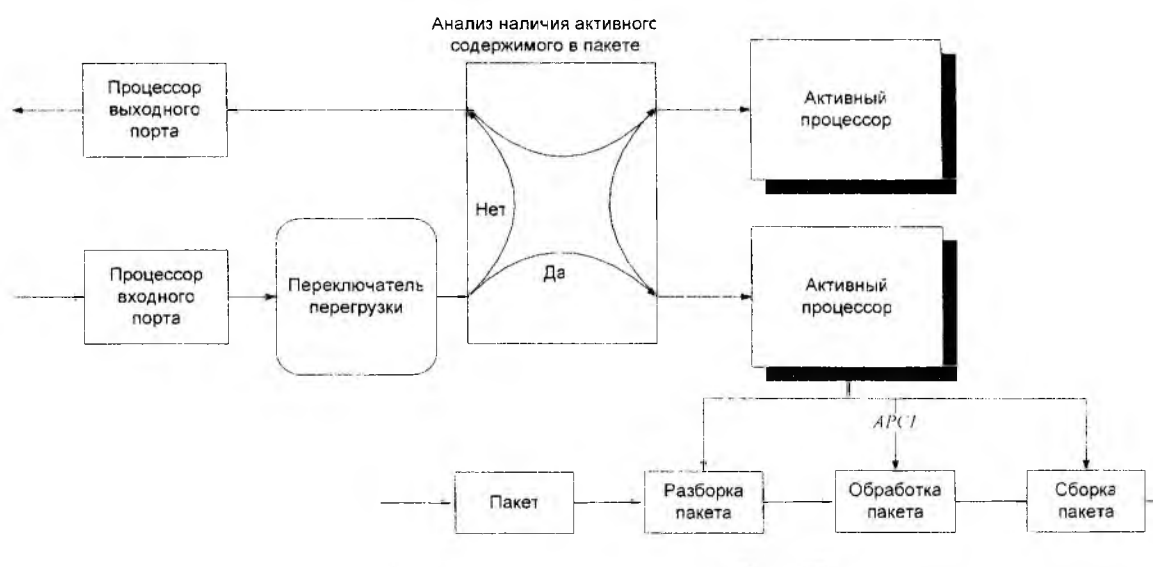 Анализ наличия активного
содержимого в пакете
Процессор
выходного
порта
Активный
процессор
Нет
Процессор
входного
порта
Переключатель
перегрузки
Да
Активный
процессор
APCI
Пакет
Разборка
пакета
Обработка
пакета
Сборка
пакета